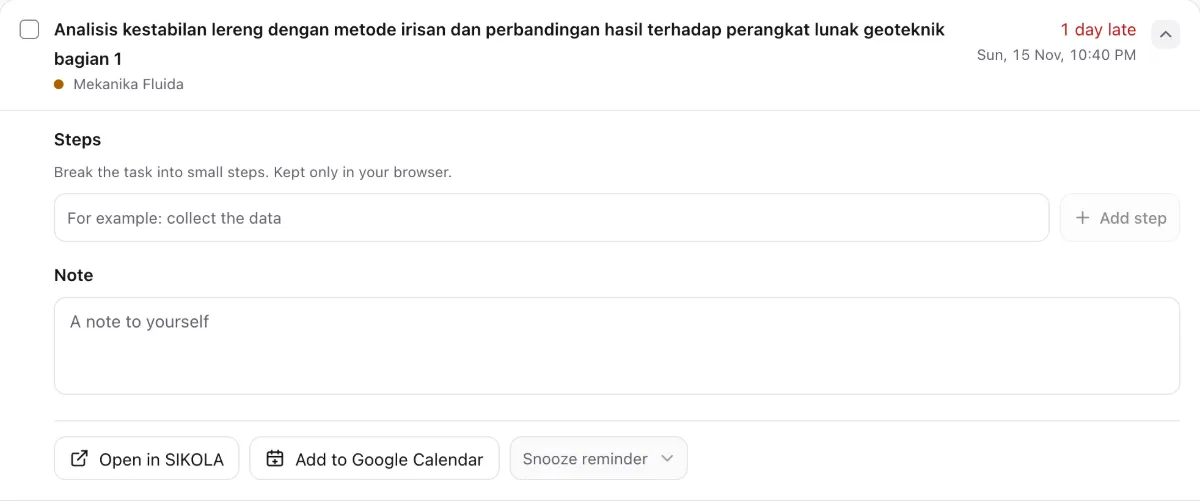 Analisis kestabilan lereng dengan metode irisan dan perbandingan hasil terhadap perangkat lunak geoteknik
bagian 1
1 day late
Sun, 15 Nov, 10:40 PM
Mekanika Fluida
Steps
Break the task into small steps. Kept only in your browser.
For example: collect the data
+ Add step
Note
A note to yourself
Open in SIKOLA
Add to Google Calendar
Snooze reminder